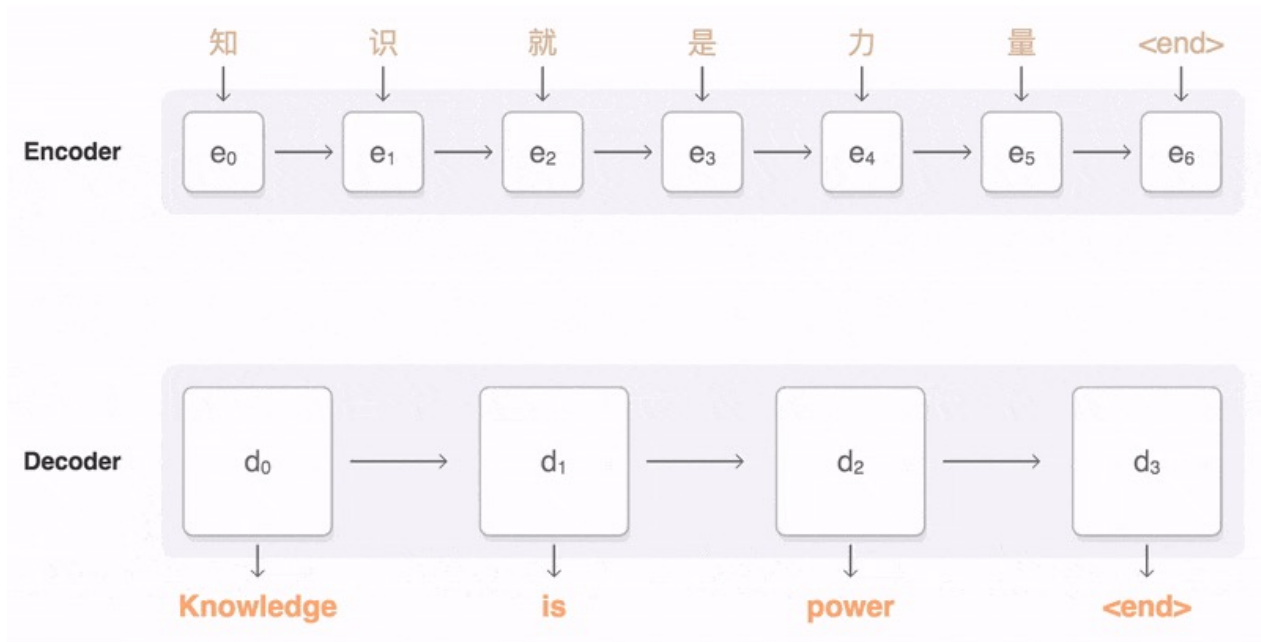 知 识 就 是 力 量 <end>
Encoder e₀ e₁ e₂ e₃ e₄ e₅ e₆
Decoder d₀ d₁ d₂ d₃
Knowledge is power <end>